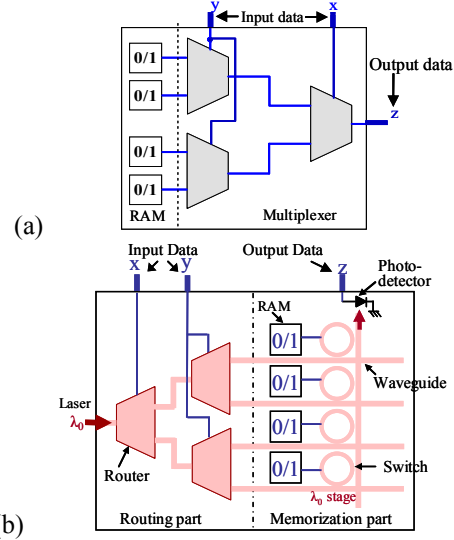 y Input data x
0/1
Output data
0/1
z
0/1
0/1
(a)
RAM Multiplexer
Input Data Output Data Photo-
detector
x y z
RAM
0/1
Waveguide
0/1
Laser
λ0
0/1
Router
0/1 Switch
λ0 stage
(b)
Routing part Memorization part